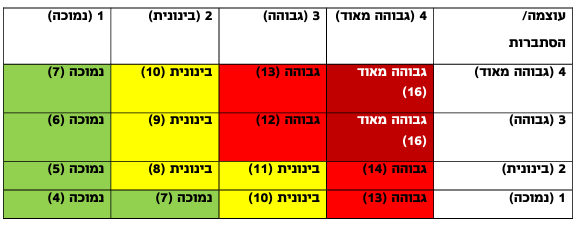 עוצמה/
הסתברות
4 (גבוהה מאוד)
3 (גבוהה)
2 (בינונית)
1 (נמוכה)
4 (גבוהה מאוד)
גבוהה מאוד
(16)
גבוהה (13)
בינונית (10)
נמוכה (7)
3 (גבוהה)
גבוהה מאוד
(16)
גבוהה (12)
בינונית (9)
נמוכה (6)
2 (בינונית)
גבוהה (14)
בינונית (11)
בינונית (8)
נמוכה (5)
1 (נמוכה)
גבוהה (13)
בינונית (10)
נמוכה (7)
נמוכה (4)